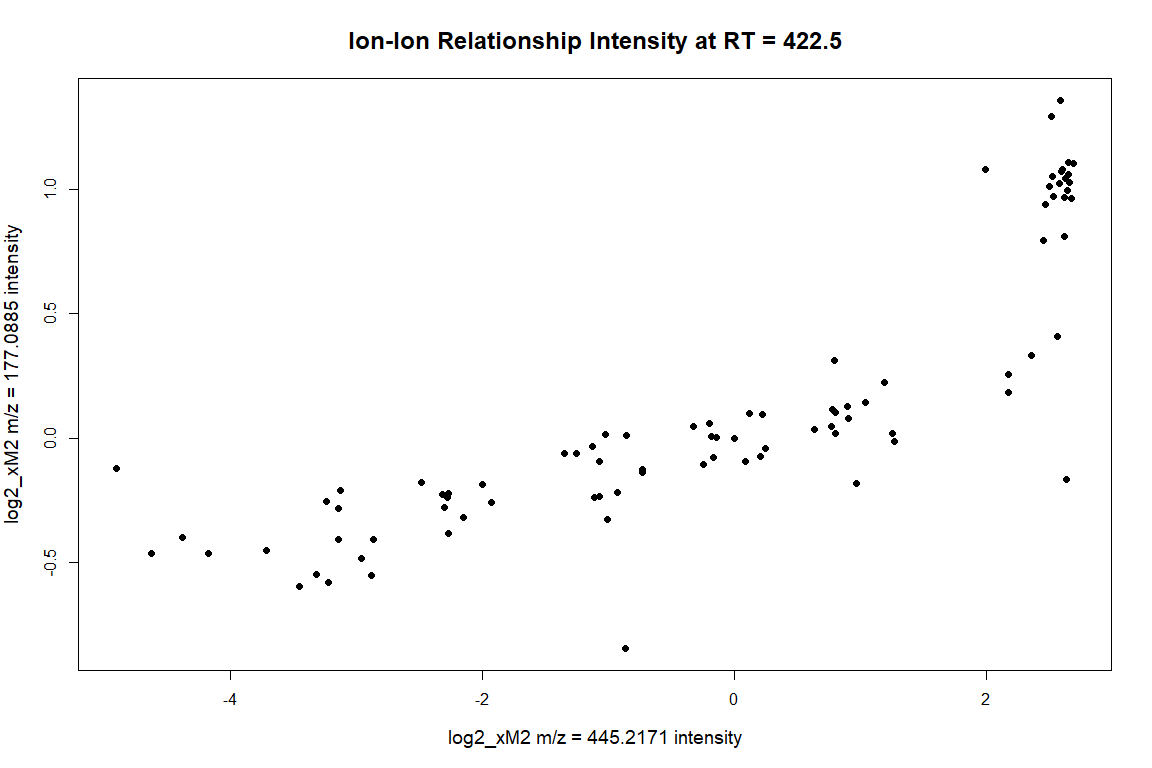 Ion-Ion Relationship Intensity at RT = 422.5
log2_xM2 m/z = 177.0885 intensity
1.0
0.5
0.0
-0.5
-4 -2 0 2
log2_xM2 m/z = 445.2171 intensity